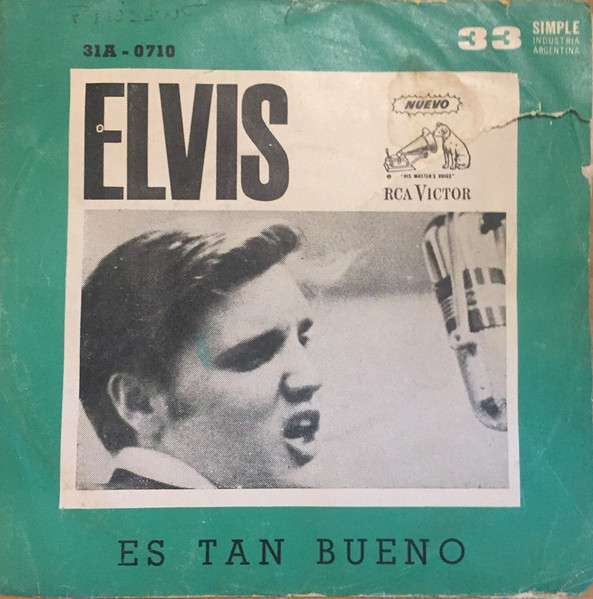 31A - 0710
33 SIMPLE
INDUSTRIA
ARGENTINA
ELVIS
NUEVO
"HIS MASTER'S VOICE"
RCA VICTOR
ES TAN BUENO